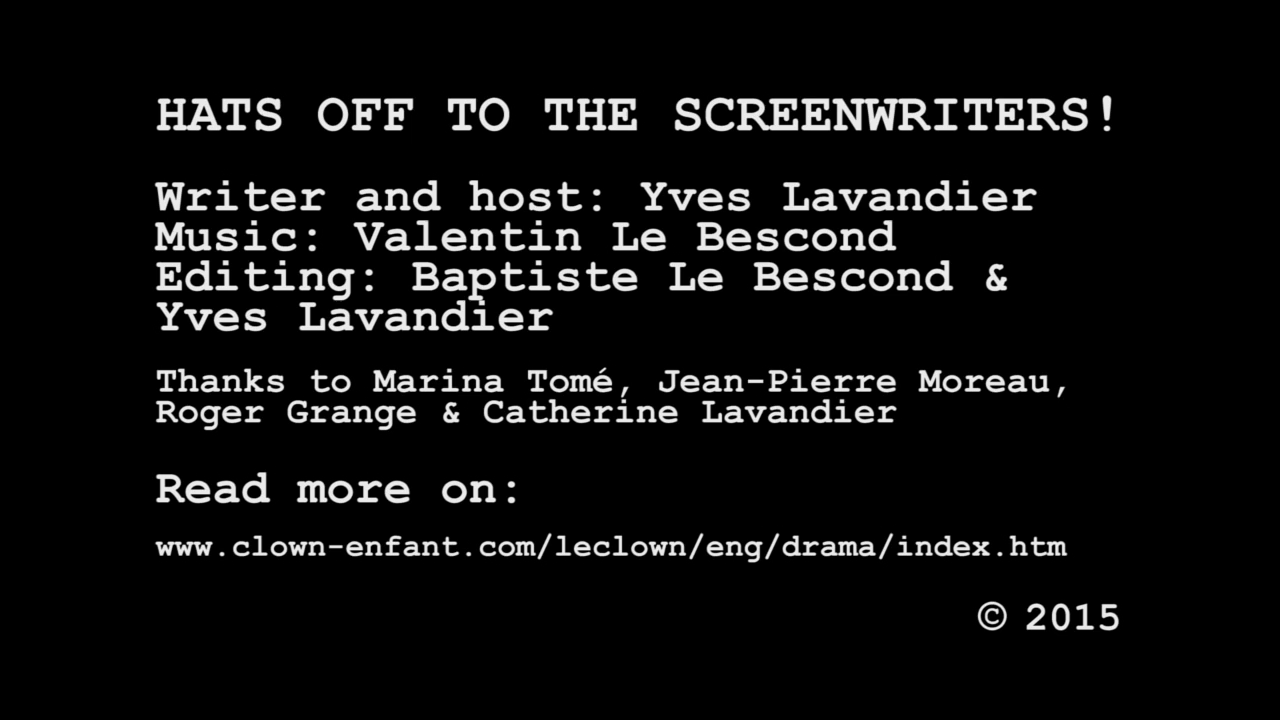 HATS OFF TO THE SCREENWRITERS!
Writer and host: Yves Lavandier
Music: Valentin Le Bescond
Editing: Baptiste Le Bescond &
Yves Lavandier
Thanks to Marina Tomé, Jean-Pierre Moreau,
Roger Grange & Catherine Lavandier
Read more on:
www.clown-enfant.com/leclown/eng/drama/index.htm
© 2015